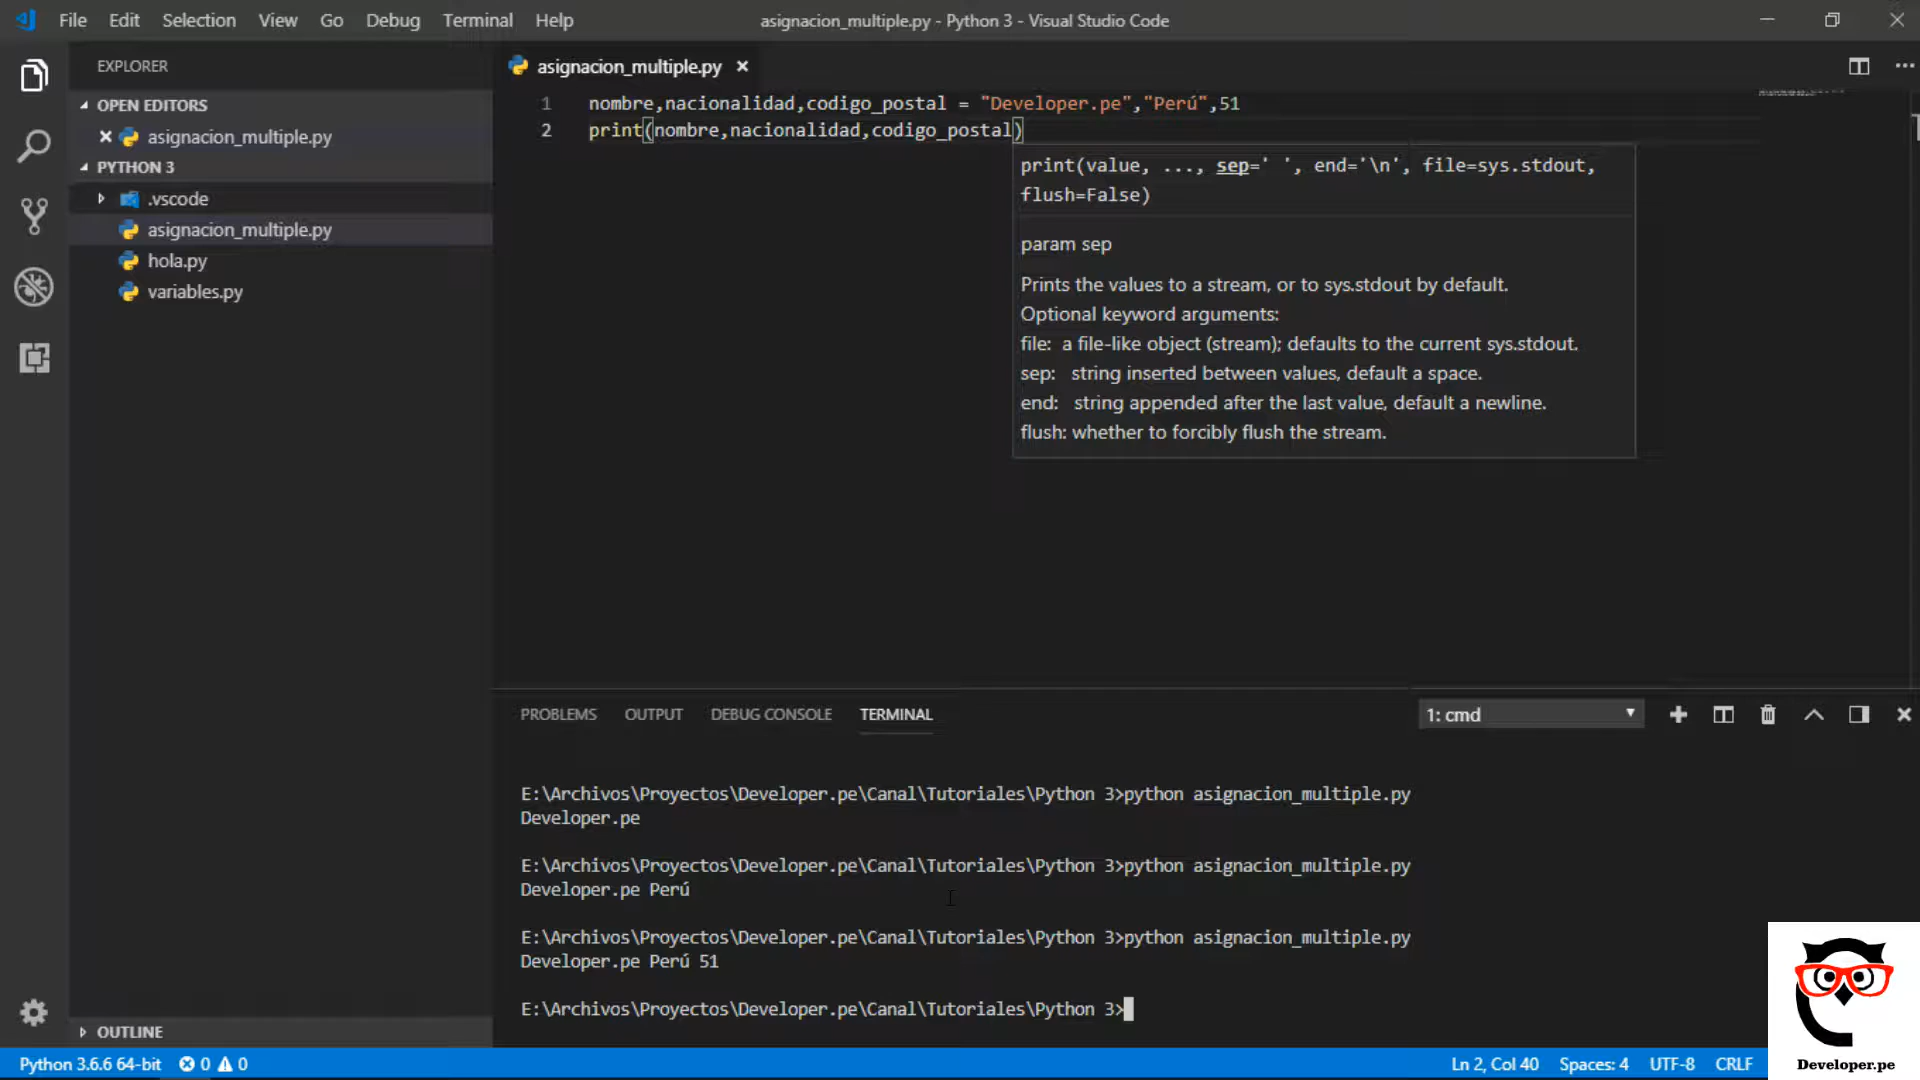 File Edit Selection View Go Debug Terminal Help
asignacion_multiple.py - Python 3 - Visual Studio Code
EXPLORER
OPEN EDITORS
asignacion_multiple.py
PYTHON 3
.vscode
asignacion_multiple.py
hola.py
variables.py
OUTLINE
asignacion_multiple.py
1 nombre,nacionalidad,codigo_postal = "Developer.pe","Perú",51
2 print(nombre,nacionalidad,codigo_postal)
print(value, ..., sep=' ', end='\n', file=sys.stdout,
flush=False)
param sep
Prints the values to a stream, or to sys.stdout by default.
Optional keyword arguments:
file: a file-like object (stream); defaults to the current sys.stdout.
sep: string inserted between values, default a space.
end: string appended after the last value, default a newline.
flush: whether to forcibly flush the stream.
PROBLEMS OUTPUT DEBUG CONSOLE TERMINAL
1: cmd
E:\Archivos\Proyectos\Developer.pe\Canal\Tutoriales\Python 3>python asignacion_multiple.py
Developer.pe
E:\Archivos\Proyectos\Developer.pe\Canal\Tutoriales\Python 3>python asignacion_multiple.py
Developer.pe Perú
E:\Archivos\Proyectos\Developer.pe\Canal\Tutoriales\Python 3>python asignacion_multiple.py
Developer.pe Perú 51
E:\Archivos\Proyectos\Developer.pe\Canal\Tutoriales\Python 3>
Python 3.6.6 64-bit 0 0
Ln 2, Col 40 Spaces: 4 UTF-8 CRLF
Developer.pe